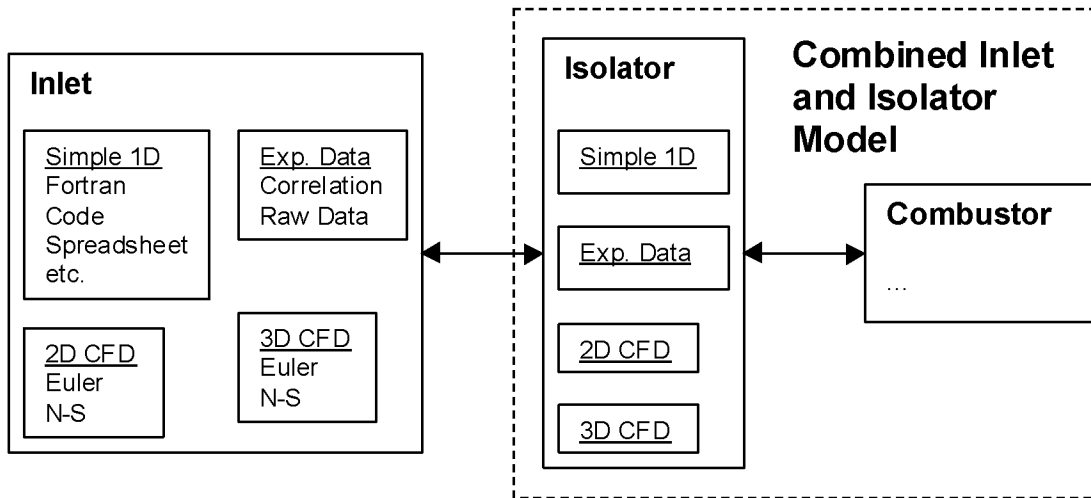 Inlet
Simple 1D
Fortran
Code
Spreadsheet
etc.
Exp. Data
Correlation
Raw Data
2D CFD
Euler
N-S
3D CFD
Euler
N-S
Isolator
Simple 1D
Exp. Data
2D CFD
3D CFD
Combined Inlet
and Isolator
Model
Combustor
...